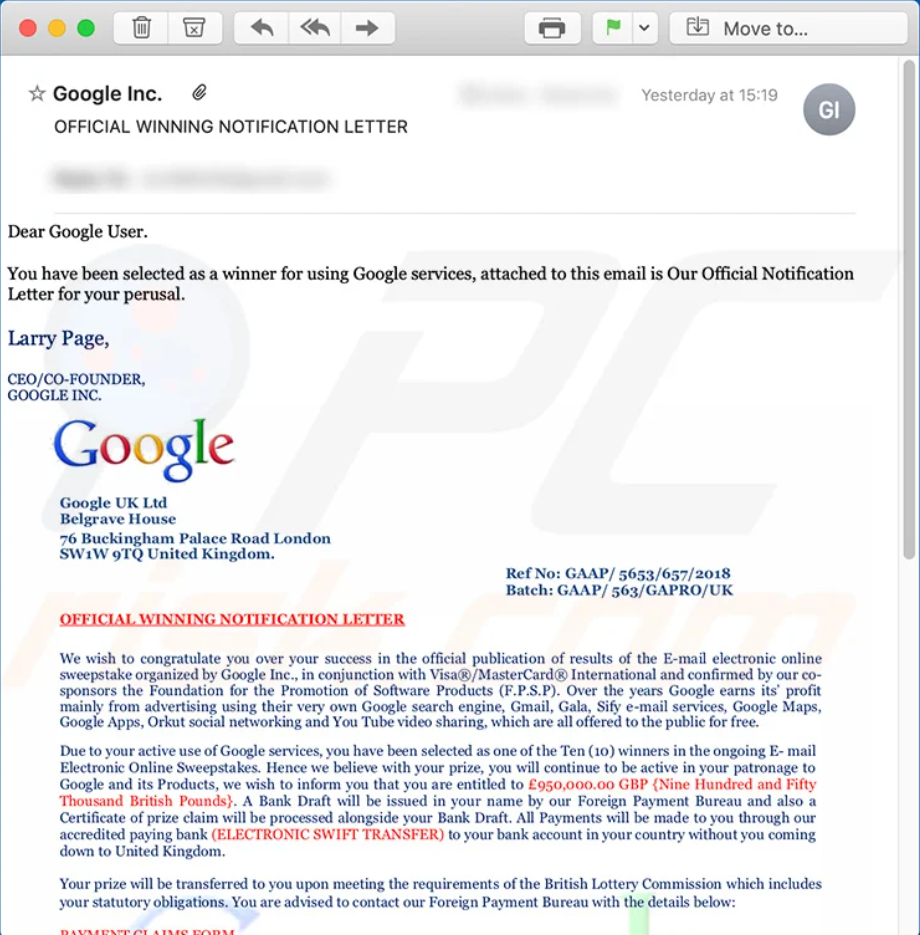 Move to...
Google Inc.
Yesterday at 15:19
GI
OFFICIAL WINNING NOTIFICATION LETTER
Dear Google User.
You have been selected as a winner for using Google services, attached to this email is Our Official Notification
Letter for your perusal.
Larry Page,
CEO/CO-FOUNDER,
GOOGLE INC.
Google
Google UK Ltd
Belgrave House
76 Buckingham Palace Road London
SW1W 9TQ United Kingdom.
Ref No: GAAP/ 5653/657/2018
Batch: GAAP/ 563/GAPRO/UK
OFFICIAL WINNING NOTIFICATION LETTER
We wish to congratulate you over your success in the official publication of results of the E-mail electronic online
sweepstake organized by Google Inc., in conjunction with Visa®/MasterCard® International and confirmed by our co-
sponsors the Foundation for the Promotion of Software Products (F.P.S.P). Over the years Google earns its' profit
mainly from advertising using their very own Google search engine, Gmail, Gala, Sify e-mail services, Google Maps,
Google Apps, Orkut social networking and You Tube video sharing, which are all offered to the public for free.
Due to your active use of Google services, you have been selected as one of the Ten (10) winners in the ongoing E- mail
Electronic Online Sweepstakes. Hence we believe with your prize, you will continue to be active in your patronage to
Google and its Products, we wish to inform you that you are entitled to £950,000.00 GBP {Nine Hundred and Fifty
Thousand British Pounds}. A Bank Draft will be issued in your name by our Foreign Payment Bureau and also a
Certificate of prize claim will be processed alongside your Bank Draft. All Payments will be made to you through our
accredited paying bank (ELECTRONIC SWIFT TRANSFER) to your bank account in your country without you coming
down to United Kingdom.
Your prize will be transferred to you upon meeting the requirements of the British Lottery Commission which includes
your statutory obligations. You are advised to contact our Foreign Payment Bureau with the details below:
PAYMENT CLAIMS FORM
PC
risk.com